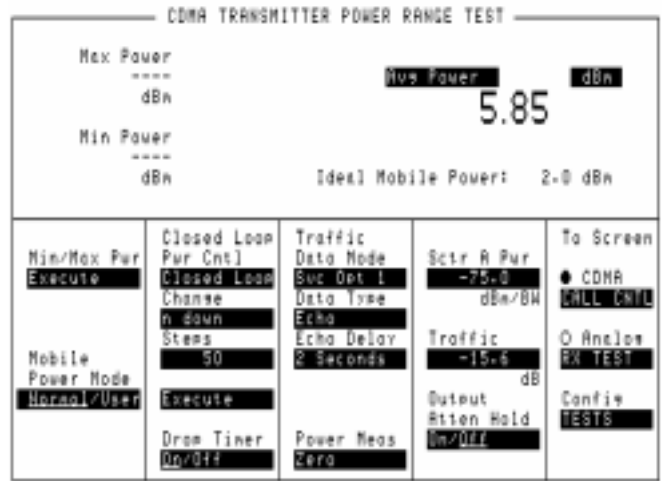 CDMA TRANSMITTER POWER RANGE TEST
Max Power
----
dBm
Min Power
----
dBm
Avg Power dBm
5.85
Ideal Mobile Power: 2.0 dBm
Min/Max Pwr
Execute
Mobile
Power Mode
Normal/User
Closed Loop
Pwr Cntl
Closed Loop
Change
n down
Steps
50
Execute
Drop Timer
On/Off
Traffic
Data Mode
Svc Opt 1
Data Type
Echo
Echo Delay
2 Seconds
Power Meas
Zero
Sctr A Pwr
-75.0
dBm/BW
Traffic
-15.6
dB
Output
Atten Hold
On/Off
To Screen
● CDMA
CALL CNTL
○ Analog
RX TEST
Config
TESTS